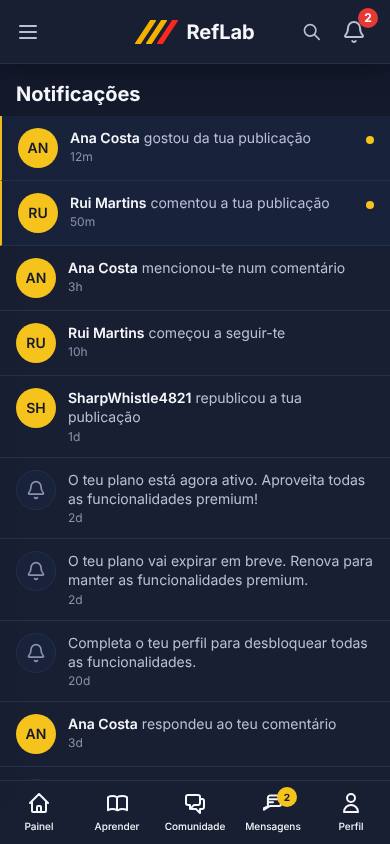 RefLab
2
Notificações
AN
Ana Costa gostou da tua publicação
12m
RU
Rui Martins comentou a tua publicação
50m
AN
Ana Costa mencionou-te num comentário
3h
RU
Rui Martins começou a seguir-te
10h
SH
SharpWhistle4821 republicou a tua
publicação
1d
O teu plano está agora ativo. Aproveita todas
as funcionalidades premium!
2d
O teu plano vai expirar em breve. Renova para
manter as funcionalidades premium.
2d
Completa o teu perfil para desbloquear todas
as funcionalidades.
20d
AN
Ana Costa respondeu ao teu comentário
3d
2
Painel
Aprender
Comunidade
Mensagens
Perfil